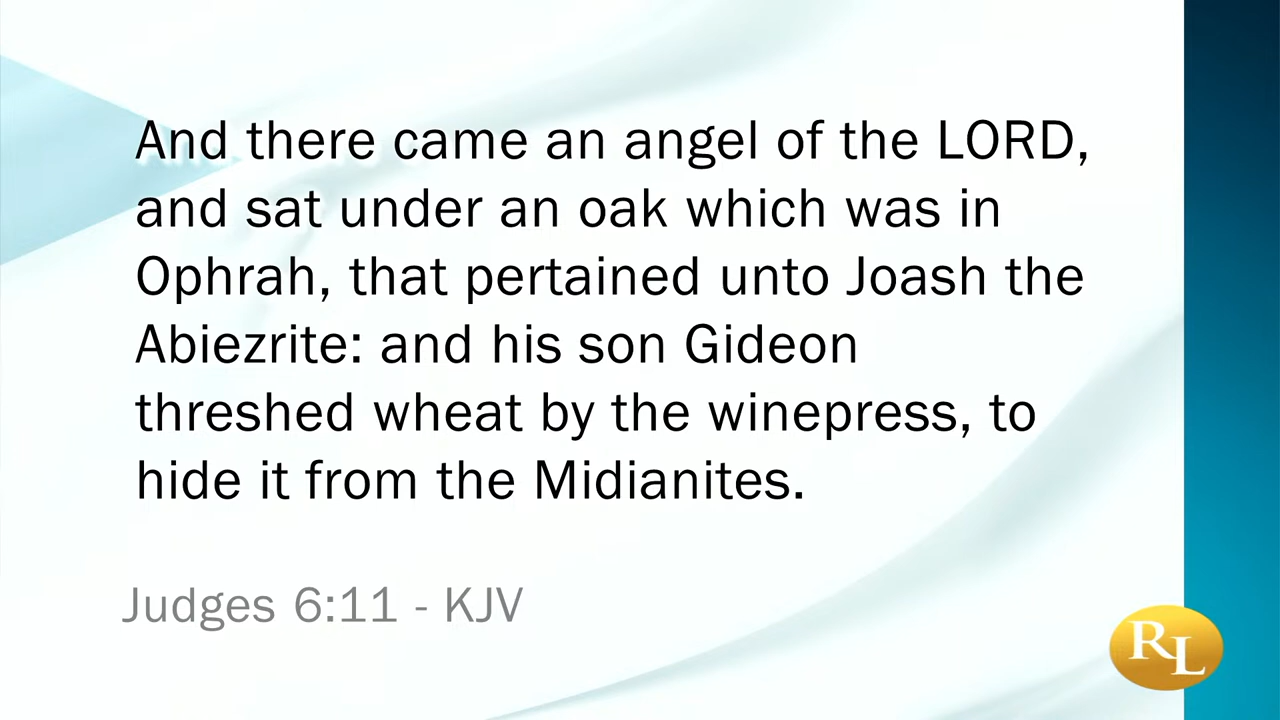 And there came an angel of the LORD,
and sat under an oak which was in
Ophrah, that pertained unto Joash the
Abiezrite: and his son Gideon
threshed wheat by the winepress, to
hide it from the Midianites.
Judges 6:11 - KJV
RL